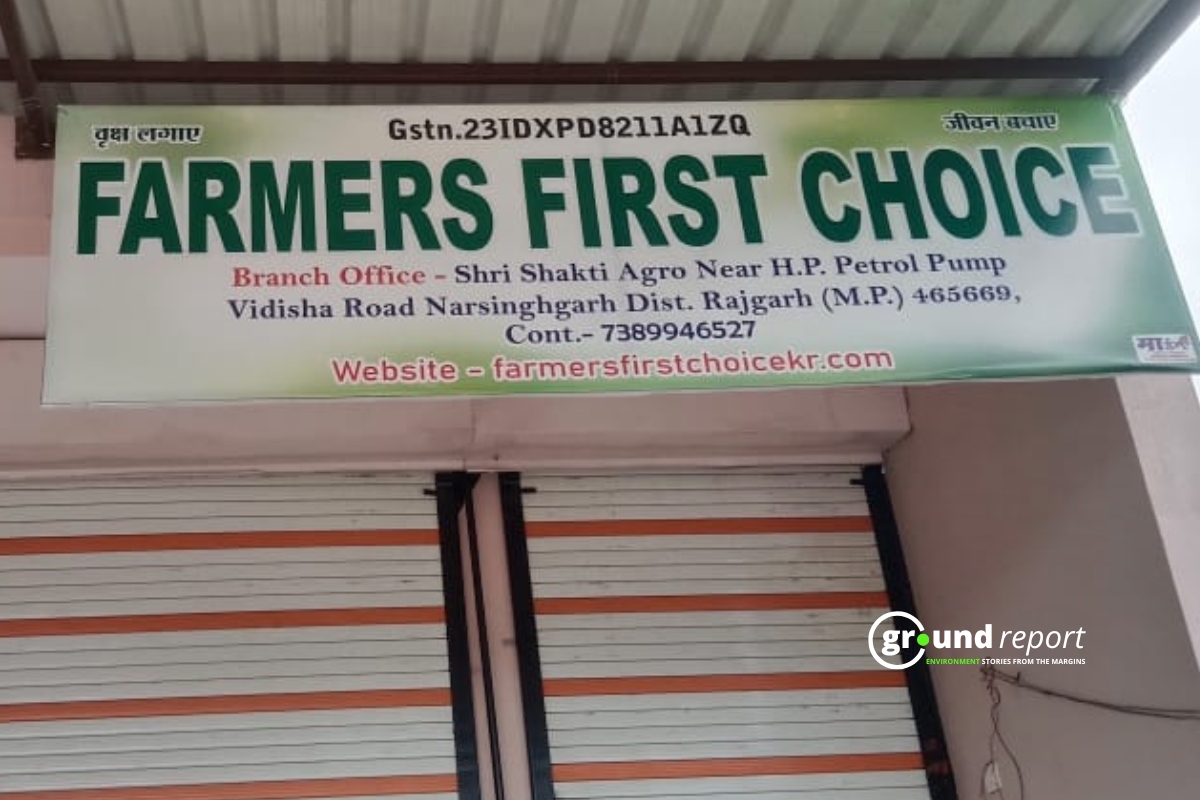 वृक्ष लगाए
Gstn.23IDXPD8211A1ZQ
जीवन बचाए
FARMERS FIRST CHOICE
Branch Office - Shri Shakti Agro Near H.P. Petrol Pump
Vidisha Road Narsinghgarh Dist. Rajgarh (M.P.) 465669,
Cont.- 7389946527
Website - farmersfirstchoicekr.com
ground report
ENVIRONMENT STORIES FROM THE MARGINS